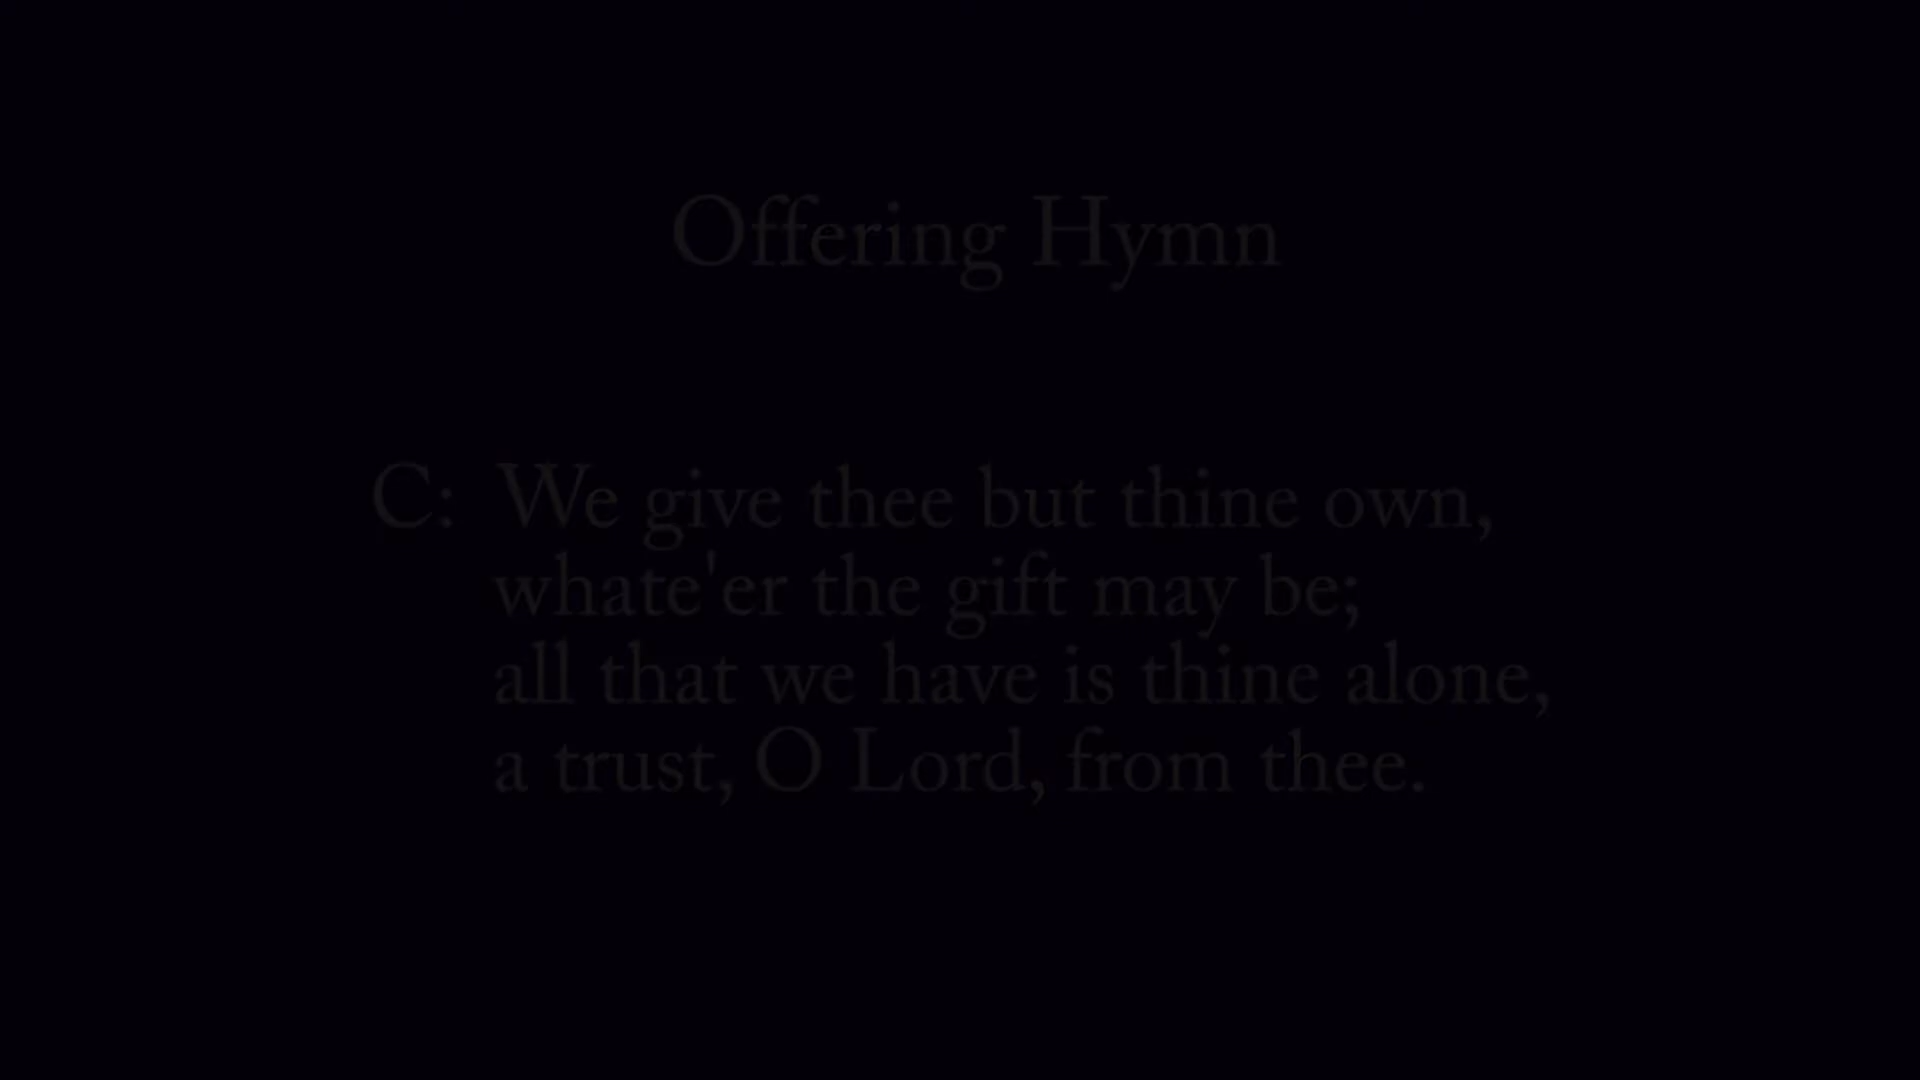 Offering Hymn
C: We give thee but thine own,
whate'er the gift may be;
all that we have is thine alone,
a trust, O Lord, from thee.